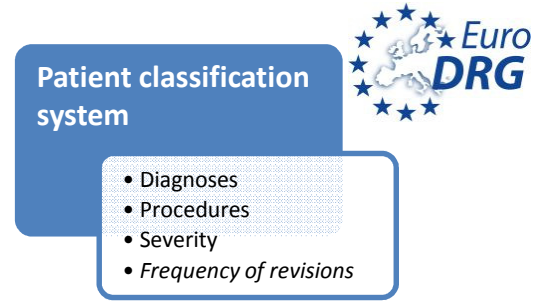 Euro
DRG
Patient classification
system
• Diagnoses
• Procedures
• Severity
• Frequency of revisions